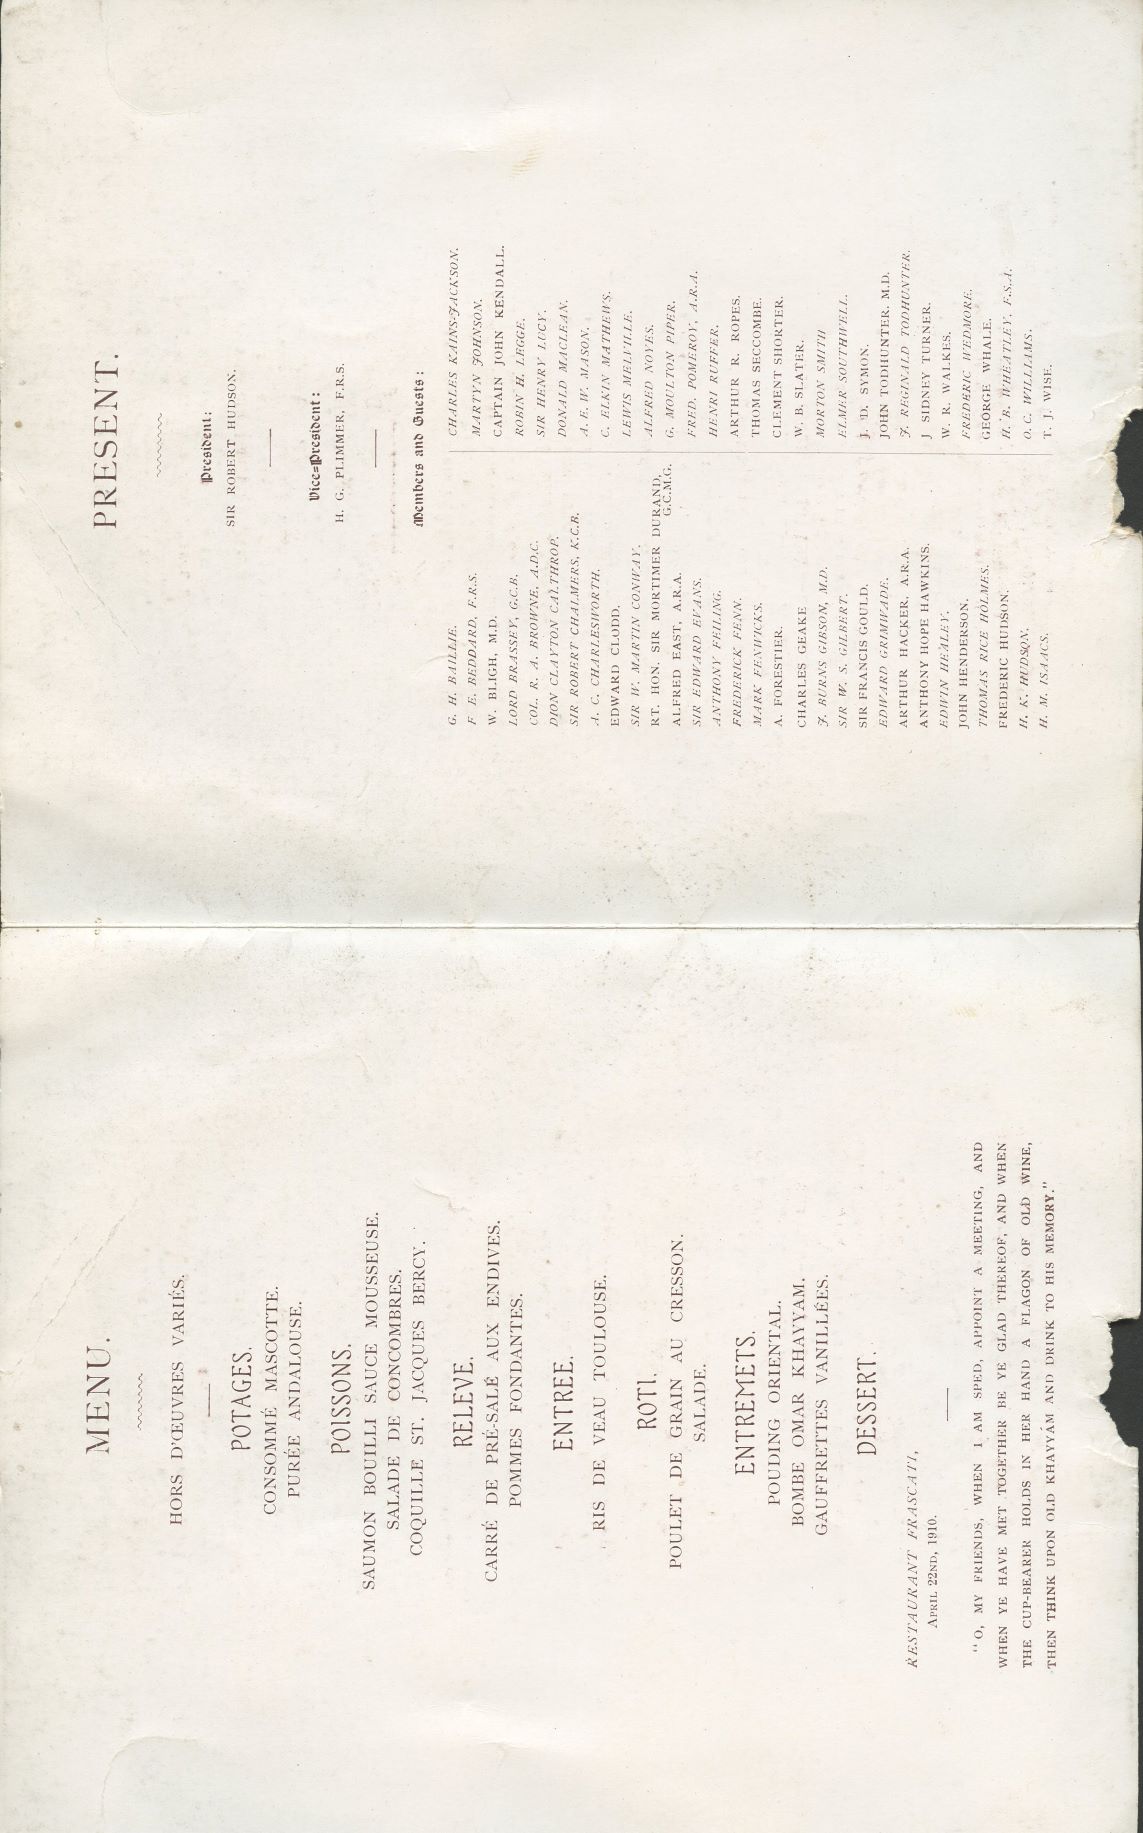 MENU.
HORS D'ŒUVRES VARIÉS.
POTAGES.
CONSOMMÉ MASCOTTE.
PURÉE ANDALOUSE.
POISSONS.
SAUMON BOUILLI SAUCE MOUSSEUSE.
SALADE DE CONCOMBRES.
COQUILLE ST. JACQUES BERCY.
RELEVE.
CARRÉ DE PRÉ-SALÉ AUX ENDIVES.
POMMES FONDANTES.
ENTREE.
RIS DE VEAU TOULOUSE.
ROTI.
POULET DE GRAIN AU CRESSON.
SALADE.
ENTREMETS.
POUDING ORIENTAL.
BOMBE OMAR KHAYYAM.
GAUFFRETTES VANILLÉES.
DESSERT.
RESTAURANT FRASCATI,
APRIL 22ND, 1910.
"O, MY FRIENDS, WHEN I AM SPED, APPOINT A MEETING, AND
WHEN YE HAVE MET TOGETHER BE YE GLAD THEREOF, AND WHEN
THE CUP-BEARER HOLDS IN HER HAND A FLAGON OF OLD WINE,
THEN THINK UPON OLD KHAYYÁM AND DRINK TO HIS MEMORY."
PRESENT.
President:
SIR ROBERT HUDSON.
Vice=President:
H. G. PLIMMER, F.R.S.
Members and Guests:
G. H. BAILLIE.
F E. BEDDARD, F.R.S.
W. BLIGH, M.D.
LORD BRASSEY, G.C.B.
COL. R. A. BROWNE, A.D.C.
DION CLAYTON CALTHROP.
SIR ROBERT CHALMERS, K.C.B.
A. C. CHARLESWORTH.
EDWARD CLODD.
SIR W. MARTIN CONWAY.
RT. HON. SIR MORTIMER DURAND,
G.C.M.G.
ALFRED EAST, A.R.A.
SIR EDWARD EVANS.
ANTHONY FEILING.
FREDERICK FENN.
MARK FENWICKS.
A. FORESTIER.
CHARLES GEAKE
J. BURNS GIBSON, M.D.
SIR W. S. GILBERT.
SIR FRANCIS GOULD.
EDWARD GRIMWADE.
ARTHUR HACKER, A.R.A.
ANTHONY HOPE HAWKINS.
EDWIN HEALEY.
JOHN HENDERSON.
THOMAS RICE HOLMES.
FREDERIC HUDSON.
H. K. HUDSON.
H. M. ISAACS.
CHARLES KAINS-JACKSON.
MARTYN JOHNSON.
CAPTAIN JOHN KENDALL.
ROBIN H. LEGGE.
SIR HENRY LUCY.
DONALD MACLEAN.
A. E. W. MASON.
C. ELKIN MATHEWS.
LEWIS MELVILLE.
ALFRED NOYES.
G. MOULTON PIPER.
FRED. POMEROY, A.R.A.
HENRI RUFFER.
ARTHUR R. ROPES.
THOMAS SECCOMBE.
CLEMENT SHORTER.
W. B. SLATER.
MORTON SMITH
ELMER SOUTHWELL.
J. D. SYMON.
JOHN TODHUNTER. M.D.
J. REGINALD TODHUNTER.
J SIDNEY TURNER.
W. R. WALKES.
FREDERIC WEDMORE.
GEORGE WHALE.
H. B. WHEATLEY, F.S.A.
O. C. WILLIAMS.
T. J. WISE.